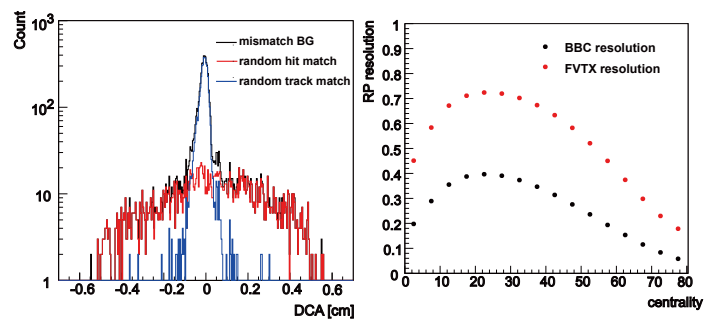 Count
10³
10²
10
1
mismatch BG
random hit match
random track match
-0.6 -0.4 -0.2 0 0.2 0.4 0.6
DCA [cm]
RP resolution
1
0.9
0.8
0.7
0.6
0.5
0.4
0.3
0.2
0.1
0
BBC resolution
FVTX resolution
0 10 20 30 40 50 60 70 80
centrality